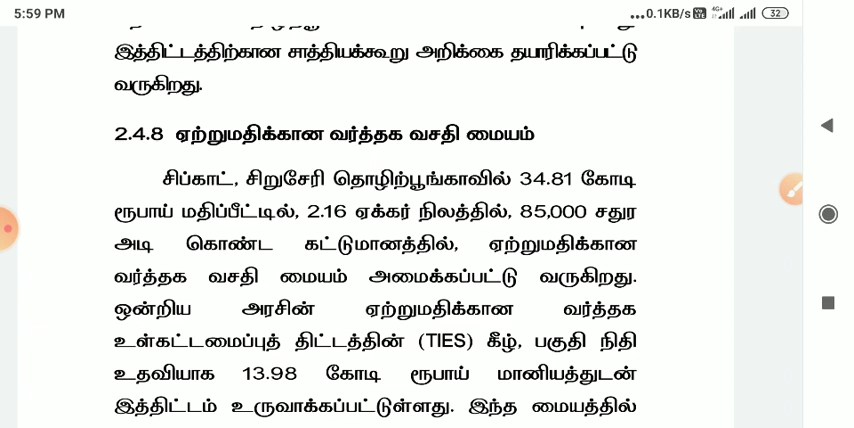 5:59 PM
...0.1KB/s 4G+ 32
இத்திட்டத்திற்கான சாத்தியக்கூறு அறிக்கை தயாரிக்கப்பட்டு
வருகிறது.
2.4.8 ஏற்றுமதிக்கான வர்த்தக வசதி மையம்
சிப்காட், சிறுசேரி தொழிற்பூங்காவில் 34.81 கோடி
ரூபாய் மதிப்பீட்டில், 2.16 ஏக்கர் நிலத்தில், 85,000 சதுர
அடி கொண்ட கட்டுமானத்தில், ஏற்றுமதிக்கான
வர்த்தக வசதி மையம் அமைக்கப்பட்டு வருகிறது.
ஒன்றிய அரசின் ஏற்றுமதிக்கான வர்த்தக
உள்கட்டமைப்புத் திட்டத்தின் (TIES) கீழ், பகுதி நிதி
உதவியாக 13.98 கோடி ரூபாய் மானியத்துடன்
இத்திட்டம் உருவாக்கப்பட்டுள்ளது. இந்த மையத்தில்